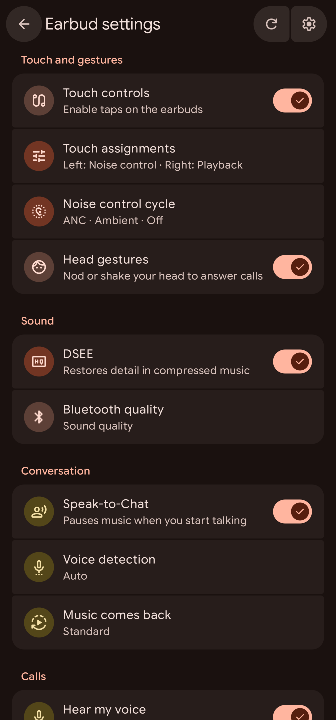 Earbud settings
Touch and gestures
Touch controls
Enable taps on the earbuds
Touch assignments
Left: Noise control · Right: Playback
Noise control cycle
ANC · Ambient · Off
Head gestures
Nod or shake your head to answer calls
Sound
HQ
DSEE
Restores detail in compressed music
Bluetooth quality
Sound quality
Conversation
Speak-to-Chat
Pauses music when you start talking
Voice detection
Auto
Music comes back
Standard
Calls
Hear my voice